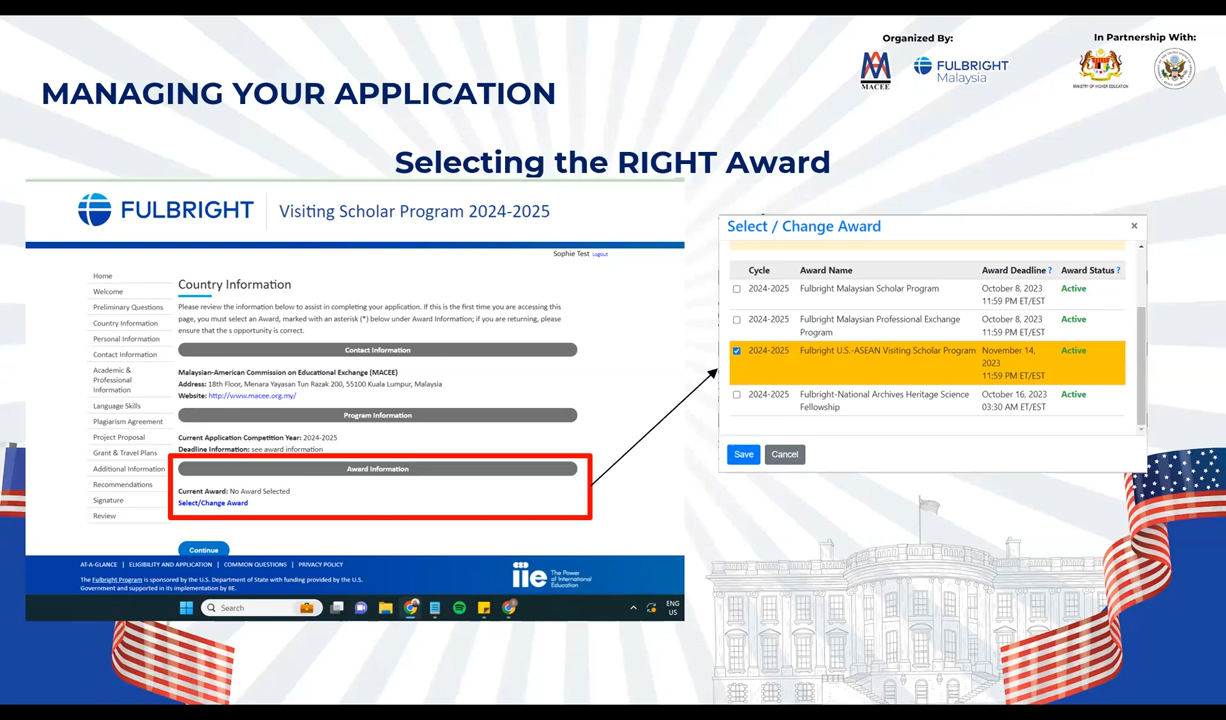 Organized By:
In Partnership With:
MACEE
FULBRIGHT
Malaysia
MINISTRY OF HIGHER EDUCATION
MANAGING YOUR APPLICATION
Selecting the RIGHT Award
FULBRIGHT
Visiting Scholar Program 2024-2025
Sophie Test Logout
Home
Welcome
Preliminary Questions
Country Information
Personal Information
Contact Information
Academic &
Professional
Information
Language Skills
Plagiarism Agreement
Project Proposal
Grant & Travel Plans
Additional Information
Recommendations
Signature
Review
Country Information
Please review the information below to assist in completing your application. If this is the first time you are accessing this
page, you must select an Award, marked with an asterisk (*) below under Award Information; if you are returning, please
ensure that the s opportunity is correct.
Contact Information
Malaysian-American Commission on Educational Exchange (MACEE)
Address: 18th Floor, Menara Yayasan Tun Razak 200, 55100 Kuala Lumpur, Malaysia
Website: http://www.macee.org.my/
Program Information
Current Application Competition Year: 2024-2025
Deadline Information: see award information
Award Information
Current Award: No Award Selected
Select/Change Award
Continue
AT-A-GLANCE | ELIGIBILITY AND APPLICATION | COMMON QUESTIONS | PRIVACY POLICY
The Fulbright Program is sponsored by the U.S. Department of State with funding provided by the U.S.
Government and supported in its implementation by IIE.
iie The Power
of International
Education
Search
ENG
US
Select / Change Award ×
Cycle Award Name Award Deadline ? Award Status ?
2024-2025 Fulbright Malaysian Scholar Program October 8, 2023 Active
11:59 PM ET/EST
2024-2025 Fulbright Malaysian Professional Exchange October 8, 2023 Active
Program 11:59 PM ET/EST
2024-2025 Fulbright U.S.-ASEAN Visiting Scholar Program November 14, Active
2023
11:59 PM ET/EST
2024-2025 Fulbright-National Archives Heritage Science October 16, 2023 Active
Fellowship 03:30 AM ET/EST
Save Cancel